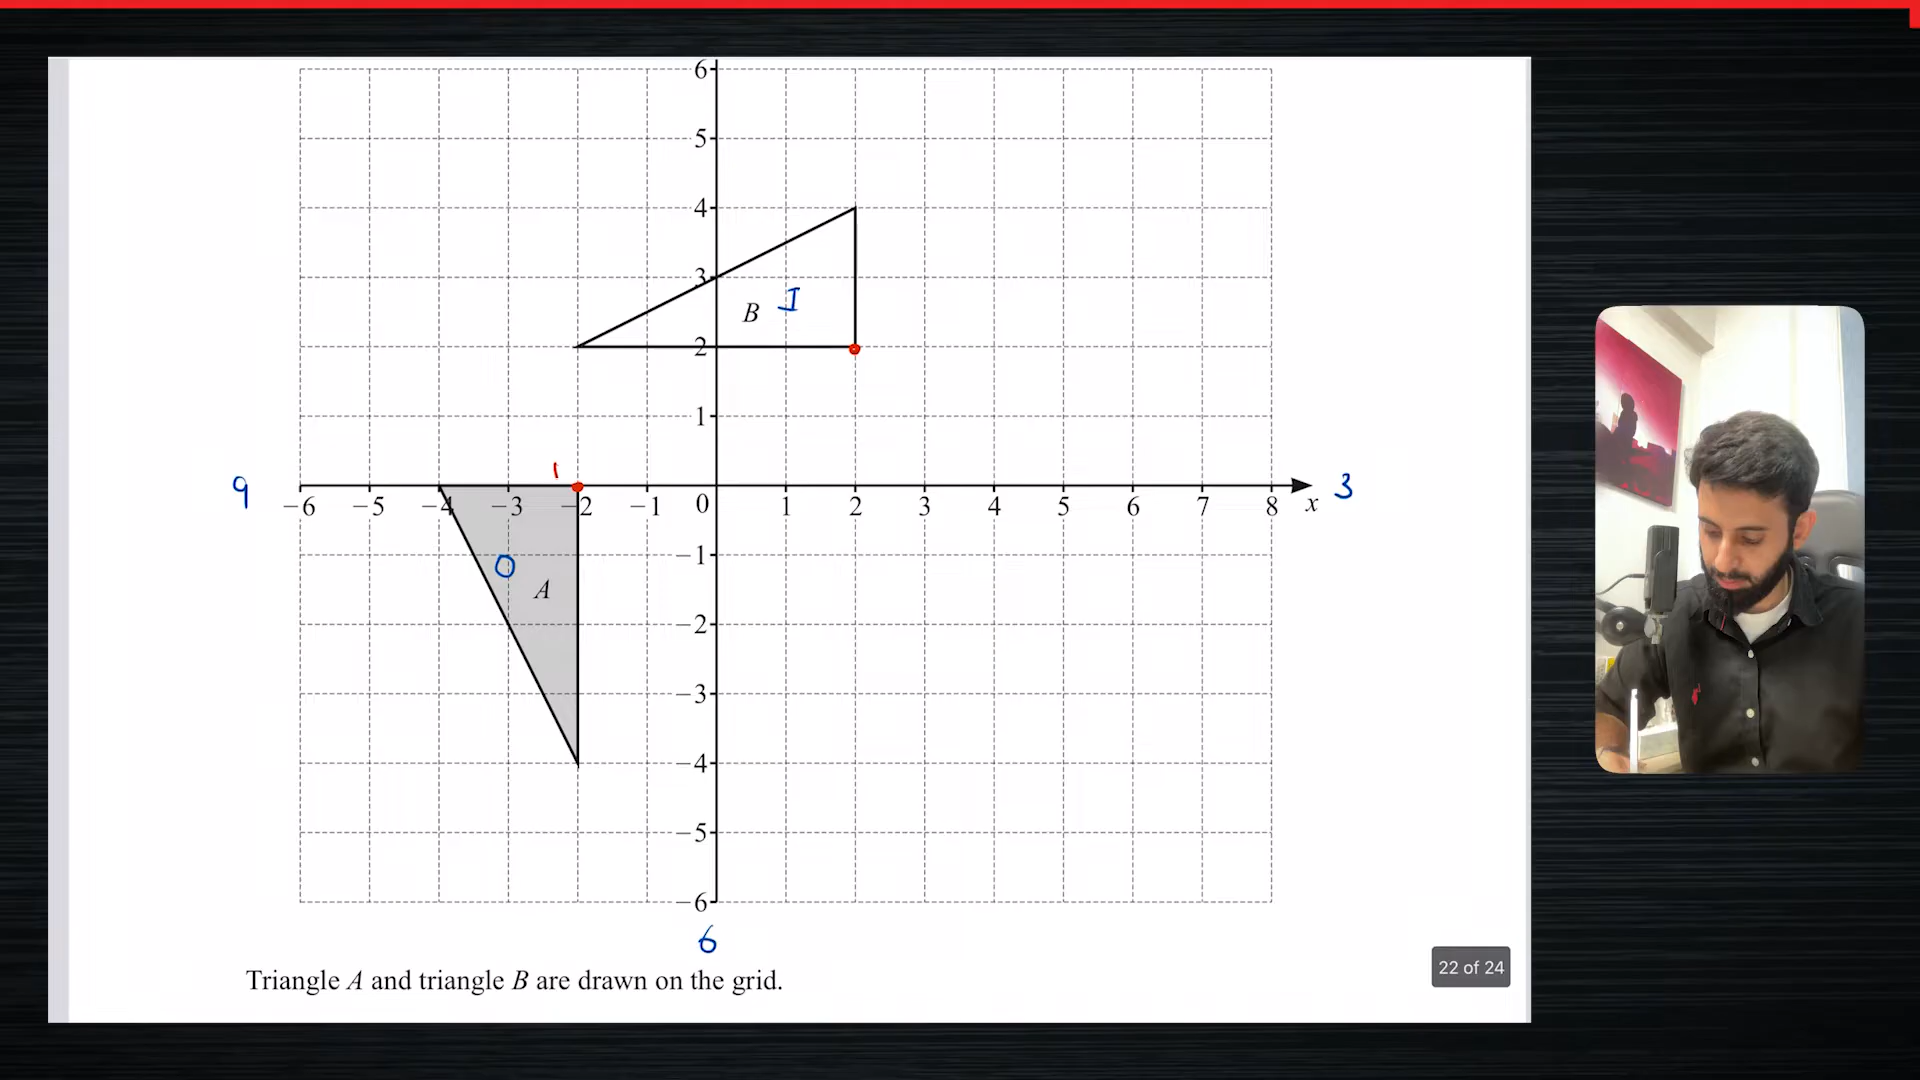 6
5
4
3
B I
2
1
1
9 −6 −5 −4 −3 −2 −1 0 1 2 3 4 5 6 7 8 x 3
O
−1
A
−2
−3
−4
−5
−6
6
Triangle A and triangle B are drawn on the grid.
22 of 24